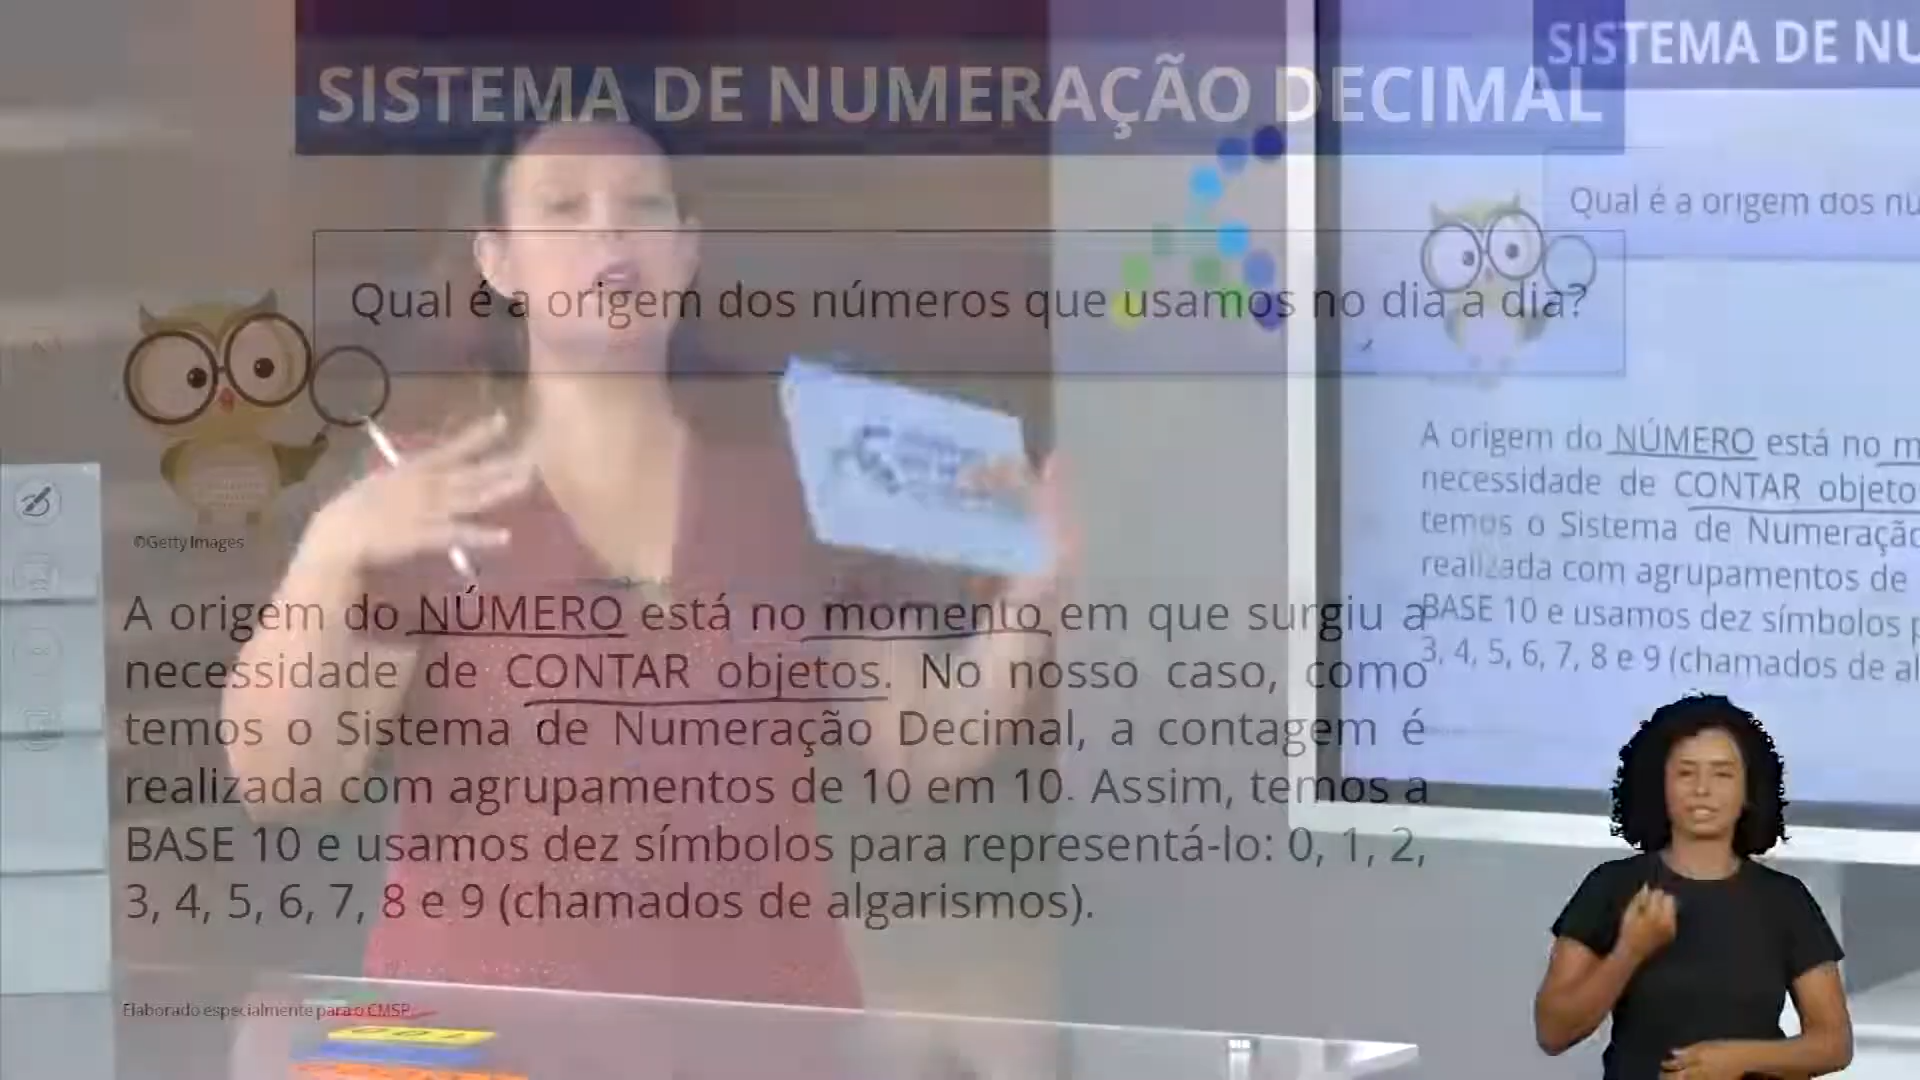 SISTEMA DE NUMERAÇÃO DECIMAL
SISTEMA DE NU
Qual é a origem dos números que usamos no dia a dia?
Qual é a origem dos nú
©Getty Images
A origem do NÚMERO está no momento em que surgiu a
necessidade de CONTAR objetos. No nosso caso, como
temos o Sistema de Numeração Decimal, a contagem é
realizada com agrupamentos de 10 em 10. Assim, temos a
BASE 10 e usamos dez símbolos para representá-lo: 0, 1, 2,
3, 4, 5, 6, 7, 8 e 9 (chamados de algarismos).
A origem do NÚMERO está no m
necessidade de CONTAR objeto
temos o Sistema de Numeração
realizada com agrupamentos de
BASE 10 e usamos dez símbolos p
3, 4, 5, 6, 7, 8 e 9 (chamados de al
Elaborado especialmente para o CMSP.